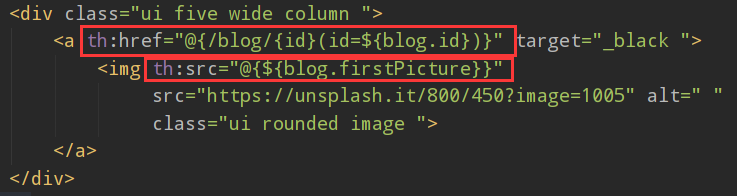 <div class="ui five wide column ">
<a th:href="@{/blog/{id}(id=${blog.id})}" target="_black ">
<img th:src="@{${blog.firstPicture}}"
src="https://unsplash.it/800/450?image=1005" alt=" "
class="ui rounded image ">
</a>
</div>